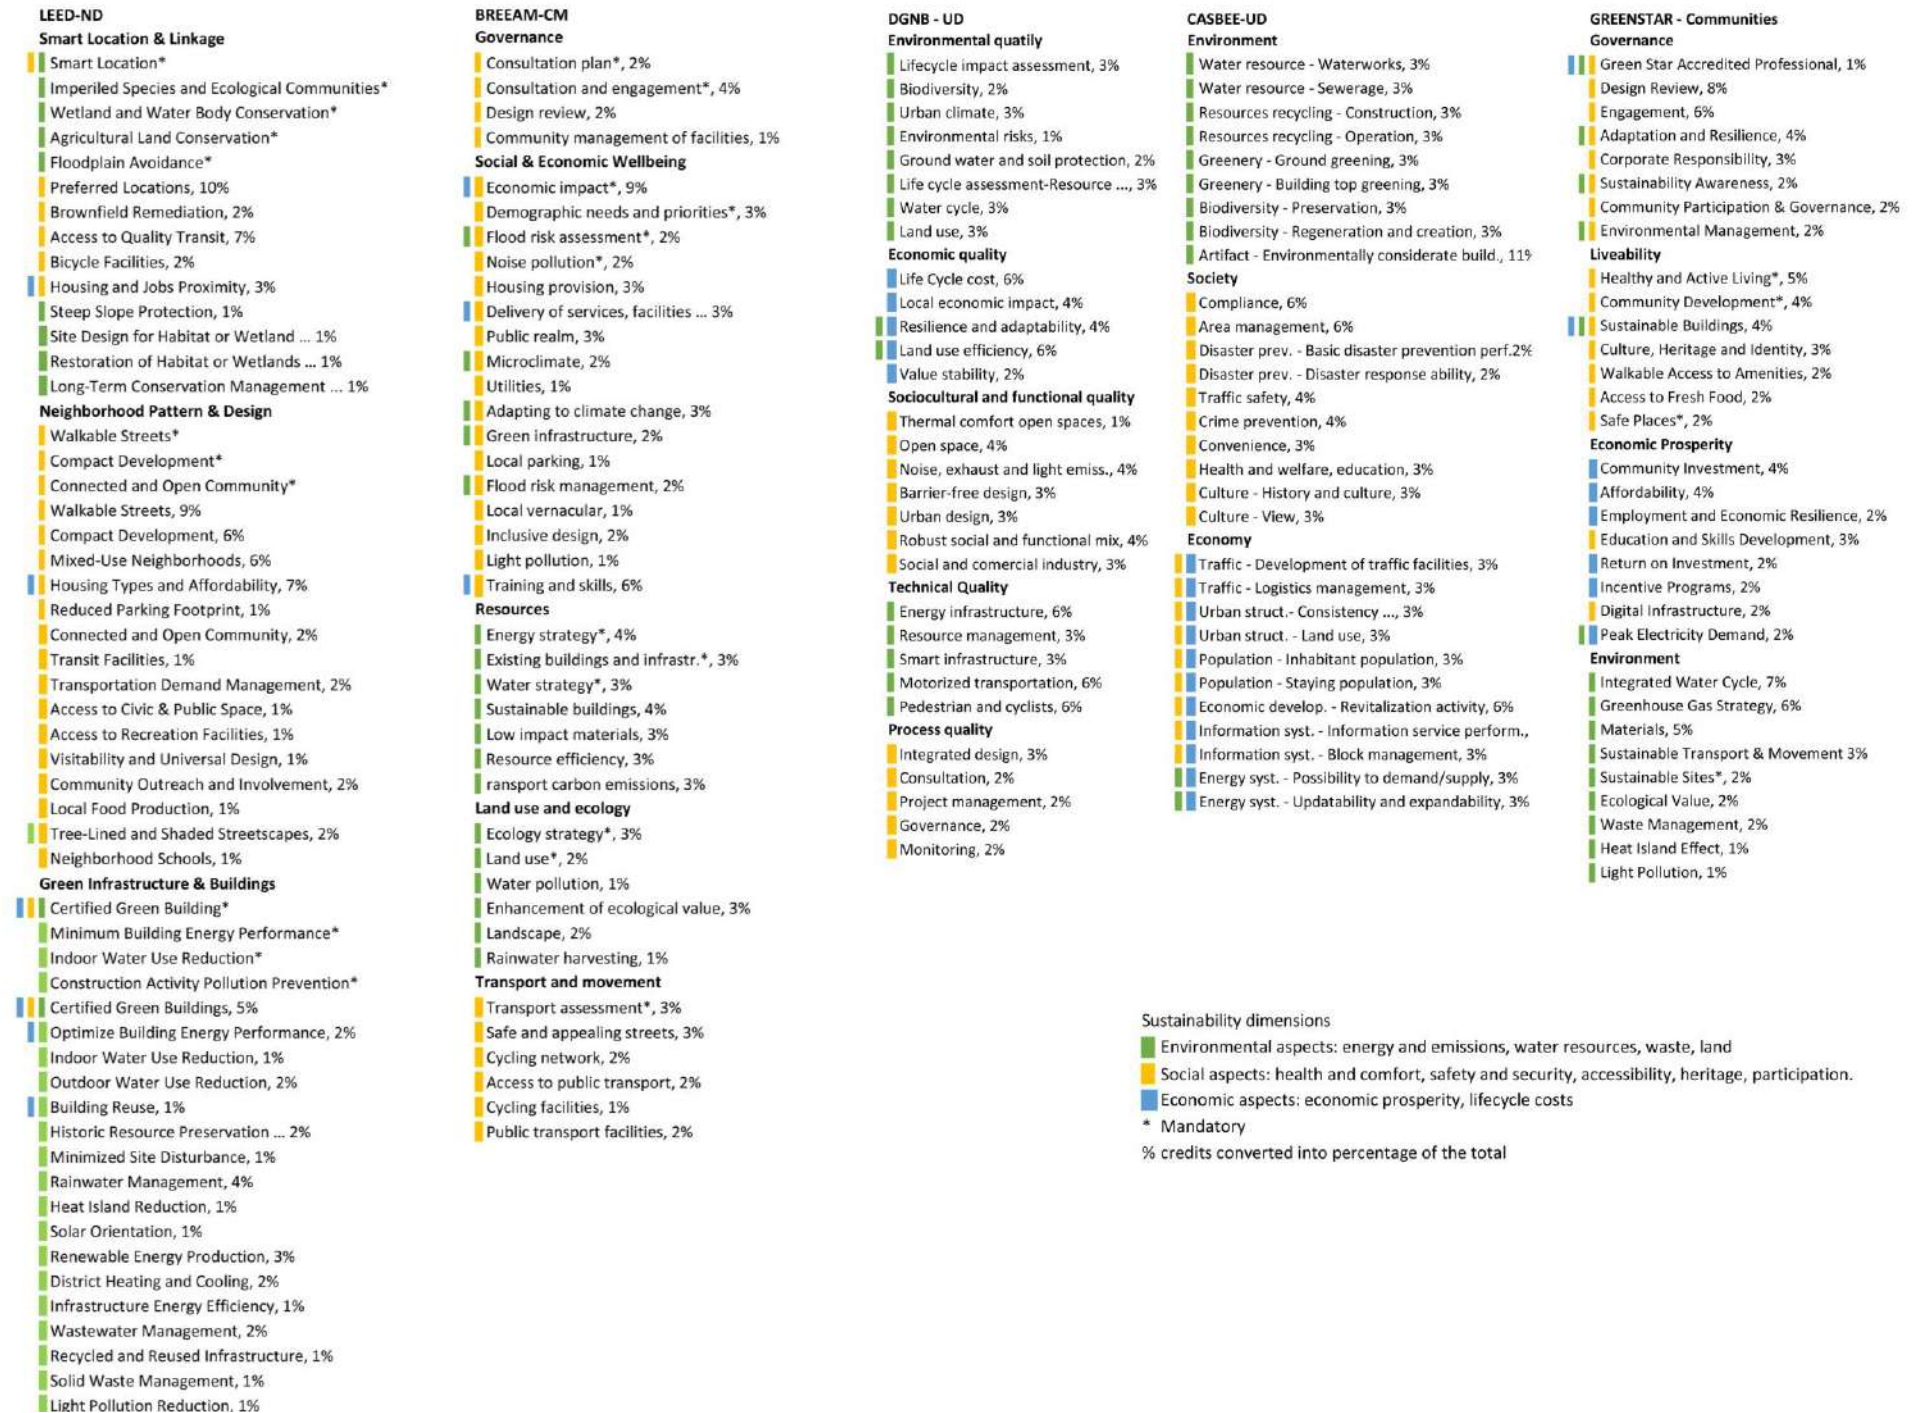 LEED-ND
Smart Location & Linkage
Smart Location*
Imperiled Species and Ecological Communities*
Wetland and Water Body Conservation*
Agricultural Land Conservation*
Floodplain Avoidance*
Preferred Locations, 10%
Brownfield Remediation, 2%
Access to Quality Transit, 7%
Bicycle Facilities, 2%
Housing and Jobs Proximity, 3%
Steep Slope Protection, 1%
Site Design for Habitat or Wetland ... 1%
Restoration of Habitat or Wetlands ... 1%
Long-Term Conservation Management ... 1%
Neighborhood Pattern & Design
Walkable Streets*
Compact Development*
Connected and Open Community*
Walkable Streets, 9%
Compact Development, 6%
Mixed-Use Neighborhoods, 6%
Housing Types and Affordability, 7%
Reduced Parking Footprint, 1%
Connected and Open Community, 2%
Transit Facilities, 1%
Transportation Demand Management, 2%
Access to Civic & Public Space, 1%
Access to Recreation Facilities, 1%
Visitability and Universal Design, 1%
Community Outreach and Involvement, 2%
Local Food Production, 1%
Tree-Lined and Shaded Streetscapes, 2%
Neighborhood Schools, 1%
Green Infrastructure & Buildings
Certified Green Building*
Minimum Building Energy Performance*
Indoor Water Use Reduction*
Construction Activity Pollution Prevention*
Certified Green Buildings, 5%
Optimize Building Energy Performance, 2%
Indoor Water Use Reduction, 1%
Outdoor Water Use Reduction, 2%
Building Reuse, 1%
Historic Resource Preservation ... 2%
Minimized Site Disturbance, 1%
Rainwater Management, 4%
Heat Island Reduction, 1%
Solar Orientation, 1%
Renewable Energy Production, 3%
District Heating and Cooling, 2%
Infrastructure Energy Efficiency, 1%
Wastewater Management, 2%
Recycled and Reused Infrastructure, 1%
Solid Waste Management, 1%
Light Pollution Reduction, 1%
BREEAM-CM
Governance
Consultation plan*, 2%
Consultation and engagement*, 4%
Design review, 2%
Community management of facilities, 1%
Social & Economic Wellbeing
Economic impact*, 9%
Demographic needs and priorities*, 3%
Flood risk assessment*, 2%
Noise pollution*, 2%
Housing provision, 3%
Delivery of services, facilities ... 3%
Public realm, 3%
Microclimate, 2%
Utilities, 1%
Adapting to climate change, 3%
Green infrastructure, 2%
Local parking, 1%
Flood risk management, 2%
Local vernacular, 1%
Inclusive design, 2%
Light pollution, 1%
Training and skills, 6%
Resources
Energy strategy*, 4%
Existing buildings and infrastr.*, 3%
Water strategy*, 3%
Sustainable buildings, 4%
Low impact materials, 3%
Resource efficiency, 3%
ransport carbon emissions, 3%
Land use and ecology
Ecology strategy*, 3%
Land use*, 2%
Water pollution, 1%
Enhancement of ecological value, 3%
Landscape, 2%
Rainwater harvesting, 1%
Transport and movement
Transport assessment*, 3%
Safe and appealing streets, 3%
Cycling network, 2%
Access to public transport, 2%
Cycling facilities, 1%
Public transport facilities, 2%
DGNB - UD
Environmental quatily
Lifecycle impact assessment, 3%
Biodiversity, 2%
Urban climate, 3%
Environmental risks, 1%
Ground water and soil protection, 2%
Life cycle assessment-Resource ..., 3%
Water cycle, 3%
Land use, 3%
Economic quality
Life Cycle cost, 6%
Local economic impact, 4%
Resilience and adaptability, 4%
Land use efficiency, 6%
Value stability, 2%
Sociocultural and functional quality
Thermal comfort open spaces, 1%
Open space, 4%
Noise, exhaust and light emiss., 4%
Barrier-free design, 3%
Urban design, 3%
Robust social and functional mix, 4%
Social and comercial industry, 3%
Technical Quality
Energy infrastructure, 6%
Resource management, 3%
Smart infrastructure, 3%
Motorized transportation, 6%
Pedestrian and cyclists, 6%
Process quality
Integrated design, 3%
Consultation, 2%
Project management, 2%
Governance, 2%
Monitoring, 2%
CASBEE-UD
Environment
Water resource - Waterworks, 3%
Water resource - Sewerage, 3%
Resources recycling - Construction, 3%
Resources recycling - Operation, 3%
Greenery - Ground greening, 3%
Greenery - Building top greening, 3%
Biodiversity - Preservation, 3%
Biodiversity - Regeneration and creation, 3%
Artifact - Environmentally considerate build., 11%
Society
Compliance, 6%
Area management, 6%
Disaster prev. - Basic disaster prevention perf.2%
Disaster prev. - Disaster response ability, 2%
Traffic safety, 4%
Crime prevention, 4%
Convenience, 3%
Health and welfare, education, 3%
Culture - History and culture, 3%
Culture - View, 3%
Economy
Traffic - Development of traffic facilities, 3%
Traffic - Logistics management, 3%
Urban struct.- Consistency ..., 3%
Urban struct. - Land use, 3%
Population - Inhabitant population, 3%
Population - Staying population, 3%
Economic develop. - Revitalization activity, 6%
Information syst. - Information service perform.,
Information syst. - Block management, 3%
Energy syst. - Possibility to demand/supply, 3%
Energy syst. - Updatability and expandability, 3%
GREENSTAR - Communities
Governance
Green Star Accredited Professional, 1%
Design Review, 8%
Engagement, 6%
Adaptation and Resilience, 4%
Corporate Responsibility, 3%
Sustainability Awareness, 2%
Community Participation & Governance, 2%
Environmental Management, 2%
Liveability
Healthy and Active Living*, 5%
Community Development*, 4%
Sustainable Buildings, 4%
Culture, Heritage and Identity, 3%
Walkable Access to Amenities, 2%
Access to Fresh Food, 2%
Safe Places*, 2%
Economic Prosperity
Community Investment, 4%
Affordability, 4%
Employment and Economic Resilience, 2%
Education and Skills Development, 3%
Return on Investment, 2%
Incentive Programs, 2%
Digital Infrastructure, 2%
Peak Electricity Demand, 2%
Environment
Integrated Water Cycle, 7%
Greenhouse Gas Strategy, 6%
Materials, 5%
Sustainable Transport & Movement 3%
Sustainable Sites*, 2%
Ecological Value, 2%
Waste Management, 2%
Heat Island Effect, 1%
Light Pollution, 1%
Sustainability dimensions
Environmental aspects: energy and emissions, water resources, waste, land
Social aspects: health and comfort, safety and security, accessibility, heritage, participation.
Economic aspects: economic prosperity, lifecycle costs
* Mandatory
% credits converted into percentage of the total